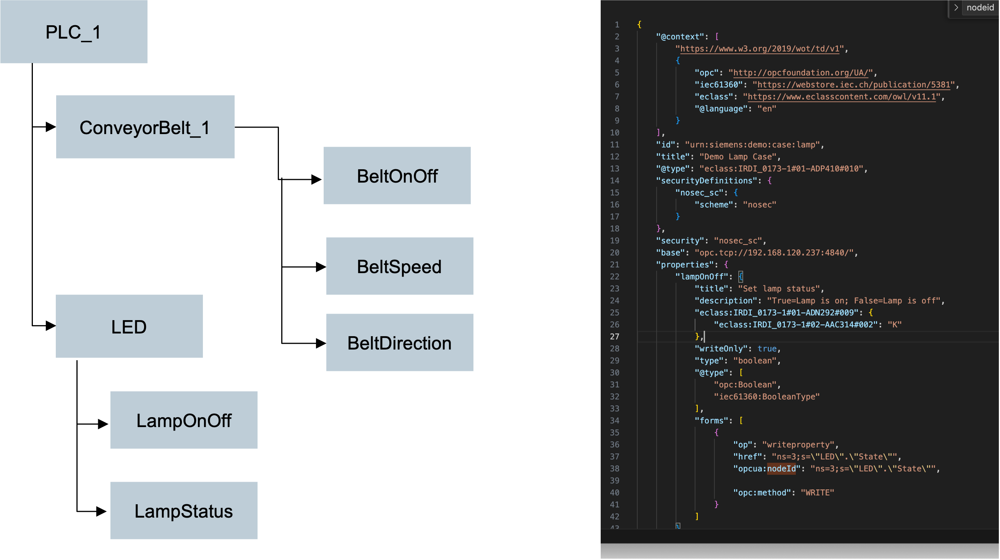 PLC_1
ConveyorBelt_1
BeltOnOff
BeltSpeed
BeltDirection
LED
LampOnOff
LampStatus
nodeid
1 {
2 "@context": [
3 "https://www.w3.org/2019/wot/td/v1",
4 {
5 "opc": "http://opcfoundation.org/UA/",
6 "iec61360": "https://webstore.iec.ch/publication/5381",
7 "eclass": "https://www.eclasscontent.com/owl/v11.1",
8 "@language": "en"
9 }
10 ],
11 "id": "urn:siemens:demo:case:lamp",
12 "title": "Demo Lamp Case",
13 "@type": "eclass:IRDI_0173-1#01-ADP410#010",
14 "securityDefinitions": {
15 "nosec_sc": {
16 "scheme": "nosec"
17 }
18 },
19 "security": "nosec_sc",
20 "base": "opc.tcp://192.168.120.237:4840/",
21 "properties": {
22 "lampOnOff": {
23 "title": "Set lamp status",
24 "description": "True=Lamp is on; False=Lamp is off",
25 "eclass:IRDI_0173-1#01-ADN292#009": {
26 "eclass:IRDI_0173-1#02-AAC314#002": "K"
27 },
28 "writeOnly": true,
29 "type": "boolean",
30 "@type": [
31 "opc:Boolean",
32 "iec61360:BooleanType"
33 ],
34 "forms": [
35 {
36 "op": "writeproperty",
37 "href": "ns=3;s=\"LED\".\"State\"",
38 "opcua:nodeId": "ns=3;s=\"LED\".\"State\"",
39
40 "opc:method": "WRITE"
41 }
42 ]
43 }